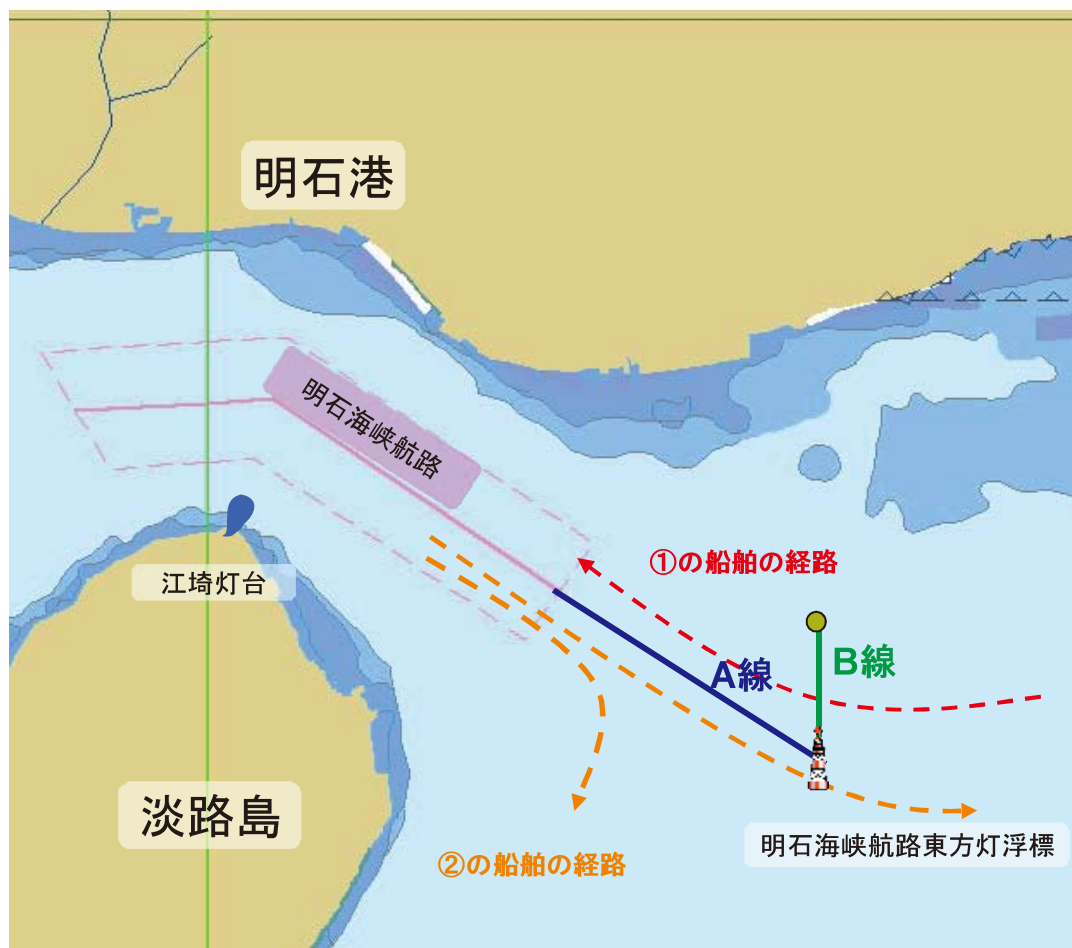 明石港
明石海峡航路
江埼灯台
①の船舶の経路
A線
B線
淡路島
②の船舶の経路
明石海峡航路東方灯浮標